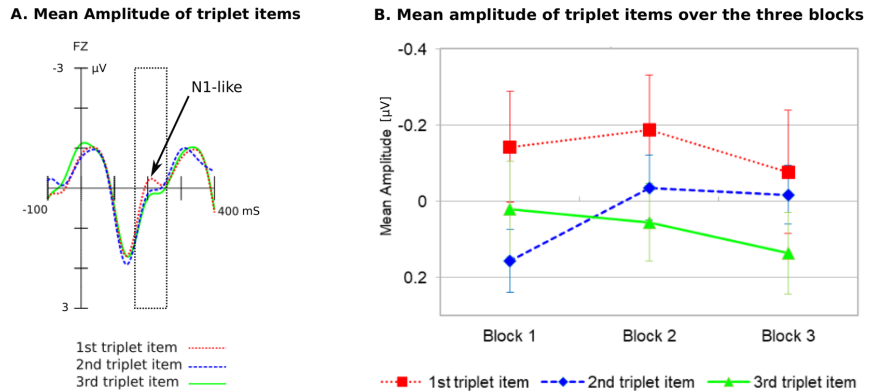 A. Mean Amplitude of triplet items
FZ
-3 μV
N1-like
-100
400 mS
3
1st triplet item
2nd triplet item
3rd triplet item
B. Mean amplitude of triplet items over the three blocks
Mean Amplitude [μV]
-0.4
-0.2
0
0.2
Block 1 Block 2 Block 3
1st triplet item 2nd triplet item 3rd triplet item